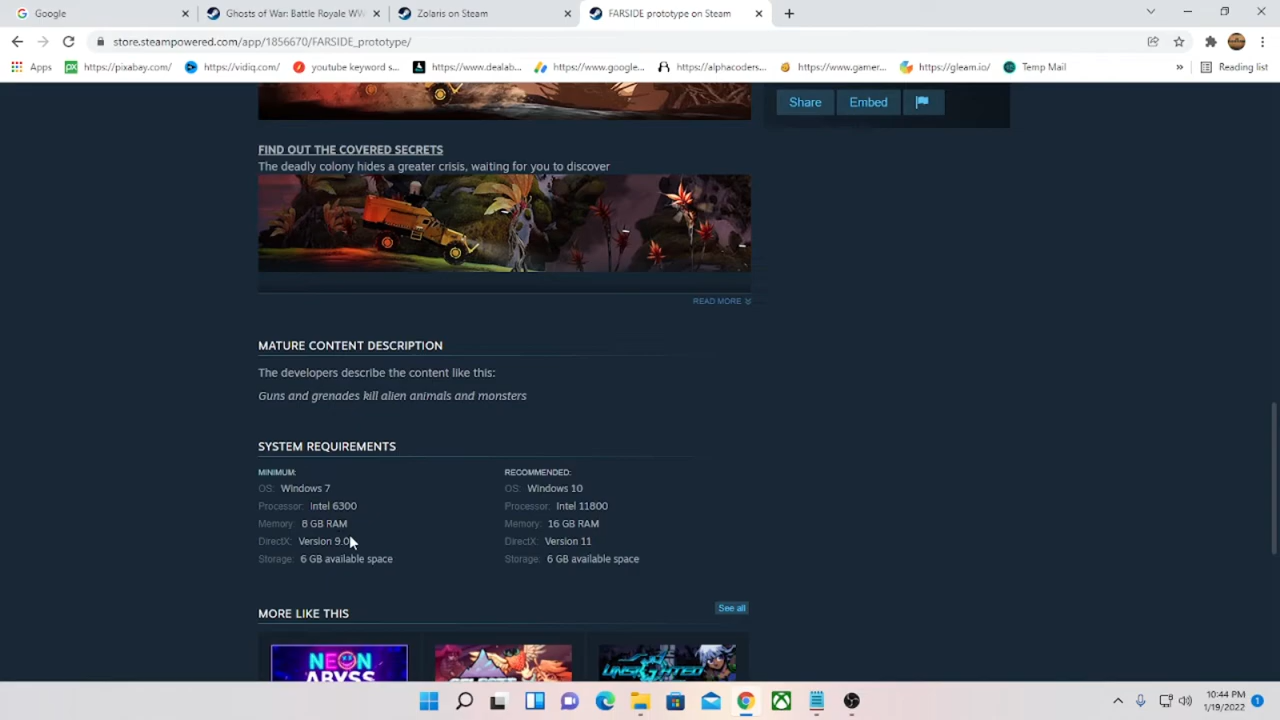 Google
Ghosts of War: Battle Royale WW
Zolaris on Steam
FARSIDE prototype on Steam
store.steampowered.com/app/1856670/FARSIDE_prototype/
Apps
https://pixabay.com/
https://vidiq.com/
youtube keyword s...
https://www.dealab...
https://www.google...
https://alphacoders...
https://www.gamer...
https://gleam.io/
Temp Mail
»
Reading list
Share
Embed
FIND OUT THE COVERED SECRETS
The deadly colony hides a greater crisis, waiting for you to discover
READ MORE
MATURE CONTENT DESCRIPTION
The developers describe the content like this:
Guns and grenades kill alien animals and monsters
SYSTEM REQUIREMENTS
MINIMUM:
OS: Windows 7
Processor: Intel 6300
Memory: 8 GB RAM
DirectX: Version 9.0
Storage: 6 GB available space
RECOMMENDED:
OS: Windows 10
Processor: Intel 11800
Memory: 16 GB RAM
DirectX: Version 11
Storage: 6 GB available space
MORE LIKE THIS
See all
NEON
ABYSS
UNSIGHTED
10:44 PM
1/19/2022
1